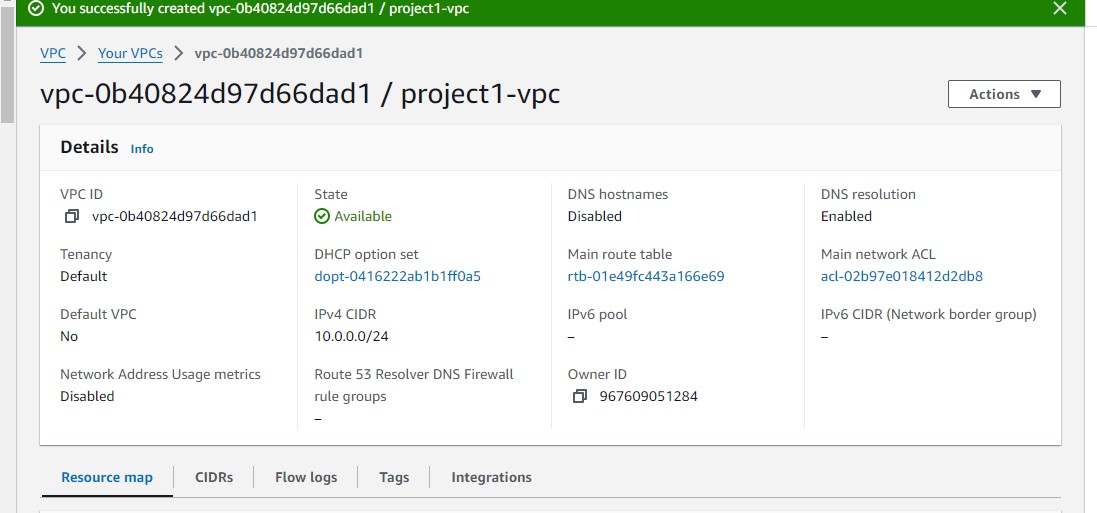 You successfully created vpc-0b40824d97d66dad1 / project1-vpc
VPC > Your VPCs > vpc-0b40824d97d66dad1
vpc-0b40824d97d66dad1 / project1-vpc
Actions
Details Info
VPC ID
vpc-0b40824d97d66dad1
State
Available
DNS hostnames
Disabled
DNS resolution
Enabled
Tenancy
Default
DHCP option set
dopt-0416222ab1b1ff0a5
Main route table
rtb-01e49fc443a166e69
Main network ACL
acl-02b97e018412d2db8
Default VPC
No
IPv4 CIDR
10.0.0.0/24
IPv6 pool
–
IPv6 CIDR (Network border group)
–
Network Address Usage metrics
Disabled
Route 53 Resolver DNS Firewall
rule groups
–
Owner ID
967609051284
Resource map
CIDRs
Flow logs
Tags
Integrations